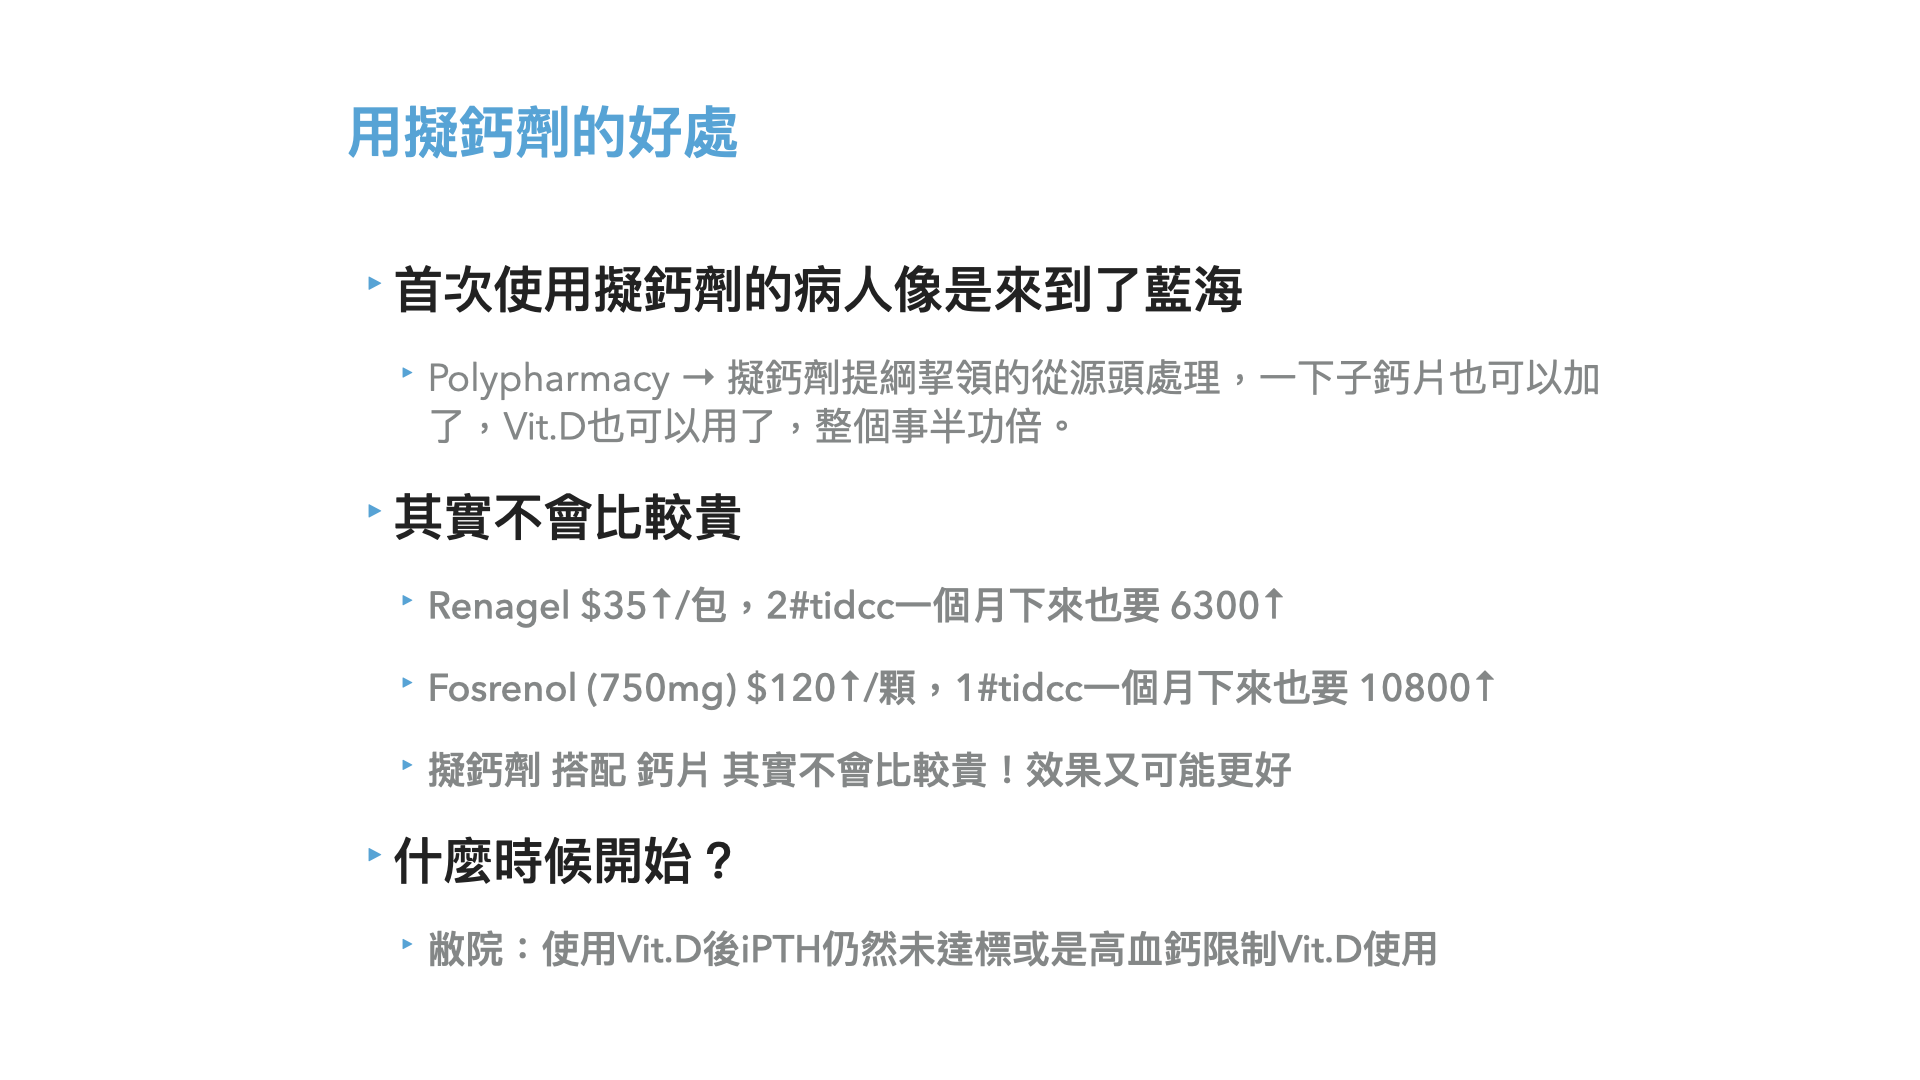 用擬鈣劑的好處
‣ 首次使用擬鈣劑的病人像是來到了藍海
‣ Polypharmacy → 擬鈣劑提綱挈領的從源頭處理，一下子鈣片也可以加
了，Vit.D也可以用了，整個事半功倍。
‣ 其實不會比較貴
‣ Renagel $35↑/包，2#tidcc一個月下來也要 6300↑
‣ Fosrenol (750mg) $120↑/顆，1#tidcc一個月下來也要 10800↑
‣ 擬鈣劑 搭配 鈣片 其實不會比較貴！效果又可能更好
‣ 什麼時候開始？
‣ 敝院：使用Vit.D後iPTH仍然未達標或是高血鈣限制Vit.D使用